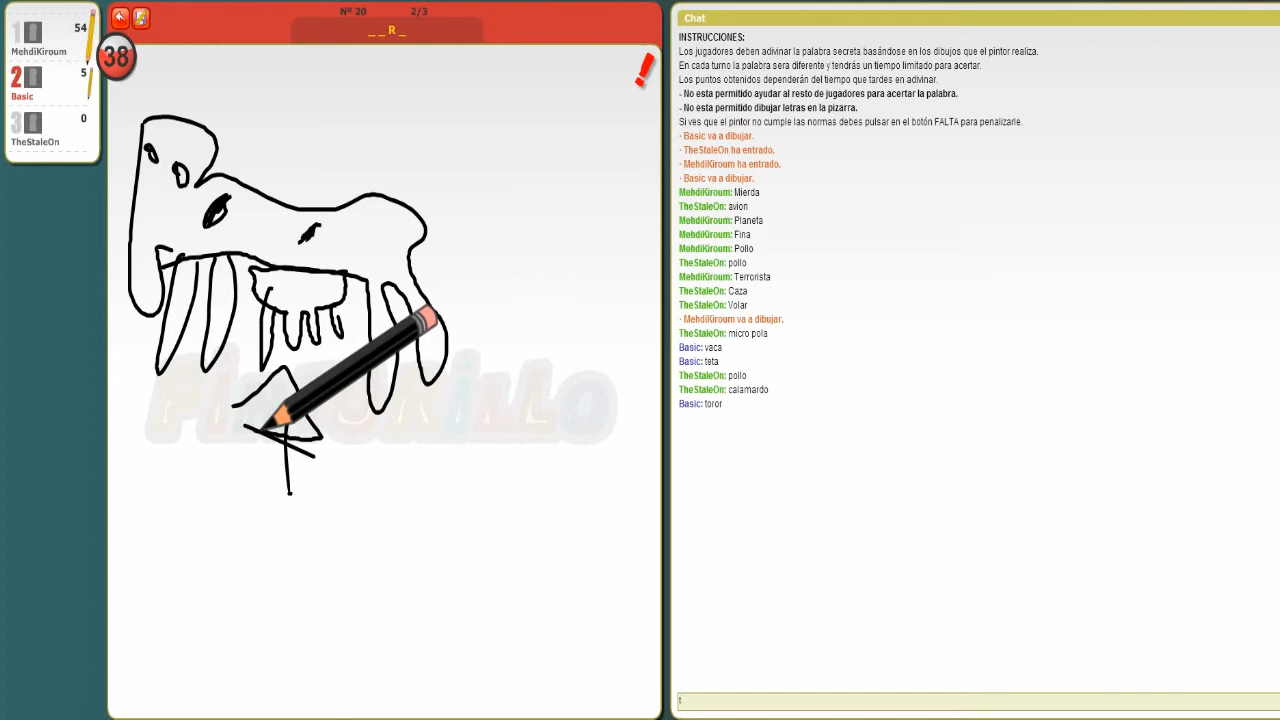 1
54
MehdiKiroum
2
5
Basic
3
0
TheStaleOn
38
Nº 20 2/3
_ _ R _
Chat
INSTRUCCIONES:
Los jugadores deben adivinar la palabra secreta basándose en los dibujos que el pintor realiza.
En cada turno la palabra sera diferente y tendrás un tiempo limitado para acertar.
Los puntos obtenidos dependerán del tiempo que tardes en adivinar.
- No esta permitido ayudar al resto de jugadores para acertar la palabra.
- No esta permitido dibujar letras en la pizarra.
Si ves que el pintor no cumple las normas debes pulsar en el botón FALTA para penalizarle.
· Basic va a dibujar.
· TheStaleOn ha entrado.
· MehdiKiroum ha entrado.
· Basic va a dibujar.
MehdiKiroum: Mierda
TheStaleOn: avion
MehdiKiroum: Planeta
MehdiKiroum: Fina
MehdiKiroum: Pollo
TheStaleOn: pollo
MehdiKiroum: Terrorista
TheStaleOn: Caza
TheStaleOn: Volar
· MehdiKiroum va a dibujar.
TheStaleOn: micro pola
Basic: vaca
Basic: teta
TheStaleOn: pollo
TheStaleOn: calamardo
Basic: toror
t